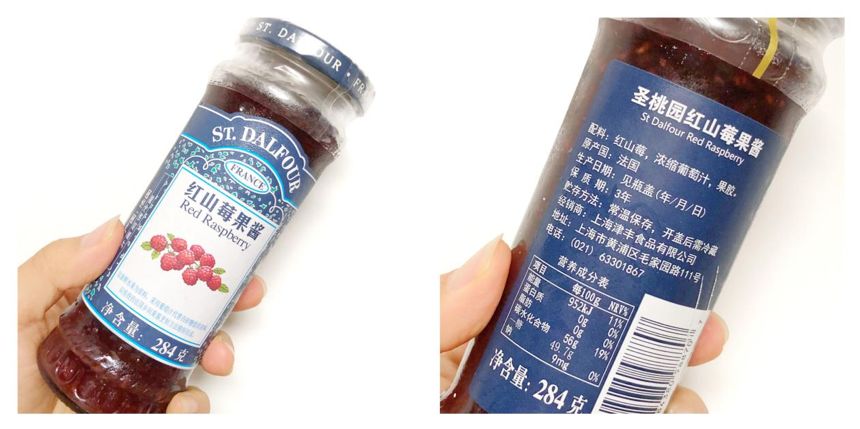 ST. DALFOUR
ST. DALFOUR
FRANCE
红山莓果酱
Red Raspberry
净含量: 284克
圣桃园红山莓果酱
St Dalfour Red Raspberry
配料: 红山莓, 浓缩葡萄汁, 果胶。
原产国: 法国
生产日期: 见瓶盖(年/月/日)
保质期: 3年
贮存方法: 常温保存, 开盖后需冷藏
经销商: 上海津丰食品有限公司
地址: 上海市黄浦区毛家园路111号
电话: (021) 63301867
营养成分表
项目 每100g NRV%
能量 952kJ 11%
蛋白质 0g 0%
脂肪 0g 0%
碳水化合物 56g 19%
糖 49.7g
钠 9mg 0%
净含量: 284克